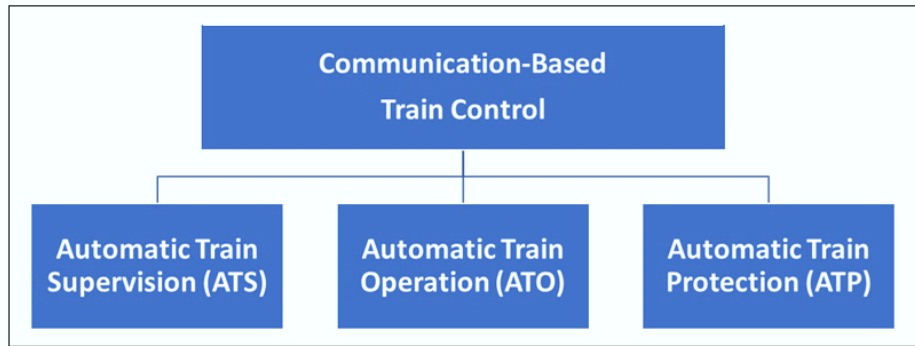 Communication-Based
Train Control
Automatic Train
Supervision (ATS)
Automatic Train
Operation (ATO)
Automatic Train
Protection (ATP)